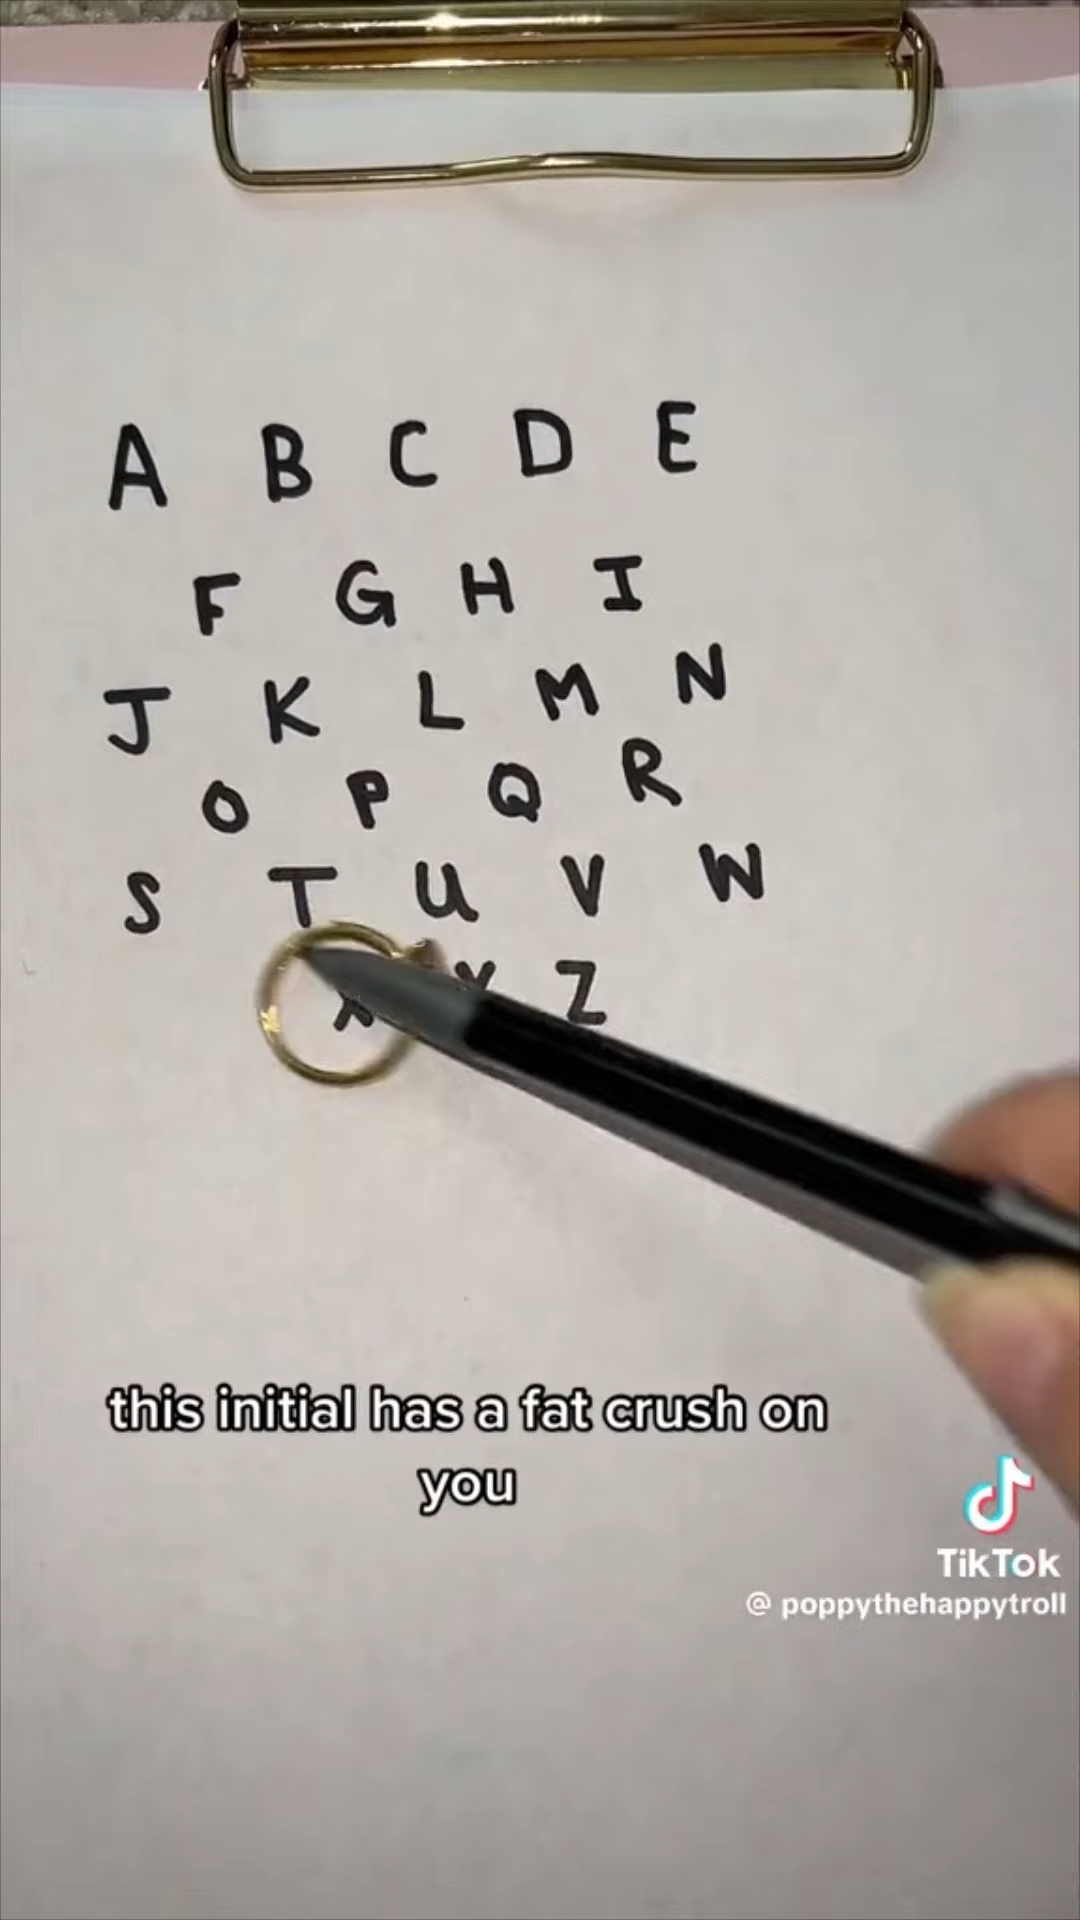 A B C D E
F G H I
J K L M N
O P Q R
S T U V W
X Y Z
this initial has a fat crush on
you
TikTok
@ poppythehappytroll